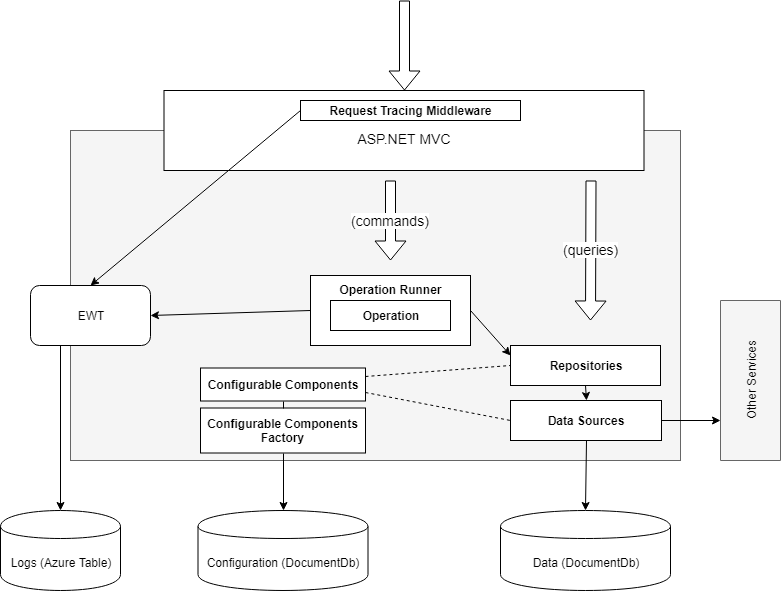 Request Tracing Middleware
ASP.NET MVC
(commands)
(queries)
Operation Runner
Operation
EWT
Repositories
Configurable Components
Data Sources
Configurable Components
Factory
Other Services
Logs (Azure Table)
Configuration (DocumentDb)
Data (DocumentDb)